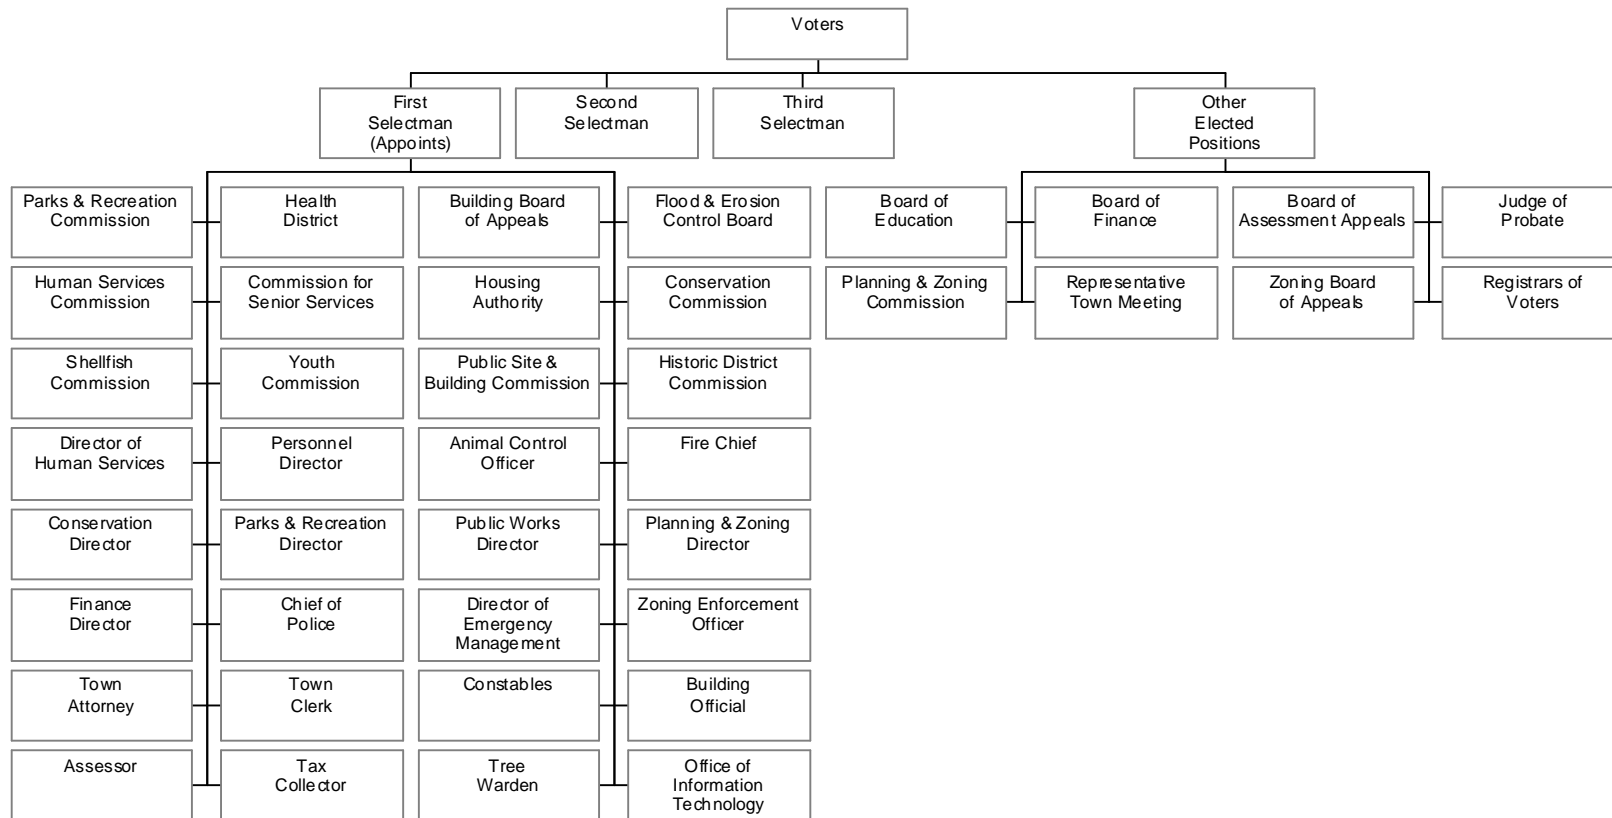 Voters
First
Selectman
(Appoints)
Second
Selectman
Third
Selectman
Other
Elected
Positions
Parks & Recreation
Commission
Health
District
Building Board
of Appeals
Flood & Erosion
Control Board
Board of
Education
Board of
Finance
Board of
Assessment Appeals
Judge of
Probate
Human Services
Commission
Commission for
Senior Services
Housing
Authority
Conservation
Commission
Planning & Zoning
Commission
Representative
Town Meeting
Zoning Board
of Appeals
Registrars of
Voters
Shellfish
Commission
Youth
Commission
Public Site &
Building Commission
Historic District
Commission
Director of
Human Services
Personnel
Director
Animal Control
Officer
Fire Chief
Conservation
Director
Parks & Recreation
Director
Public Works
Director
Planning & Zoning
Director
Finance
Director
Chief of
Police
Director of
Emergency
Management
Zoning Enforcement
Officer
Town
Attorney
Town
Clerk
Constables
Building
Official
Assessor
Tax
Collector
Tree
Warden
Office of
Information
Technology